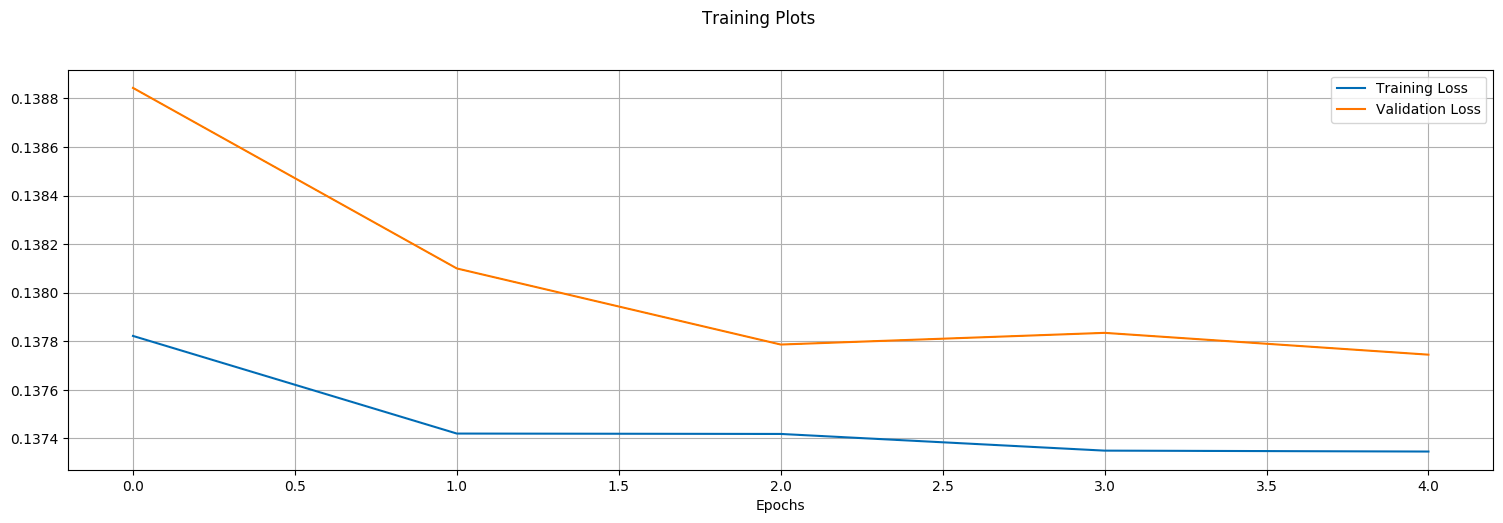 Training Plots
Training Loss
Validation Loss
0.1388
0.1386
0.1384
0.1382
0.1380
0.1378
0.1376
0.1374
0.0 0.5 1.0 1.5 2.0 2.5 3.0 3.5 4.0
Epochs